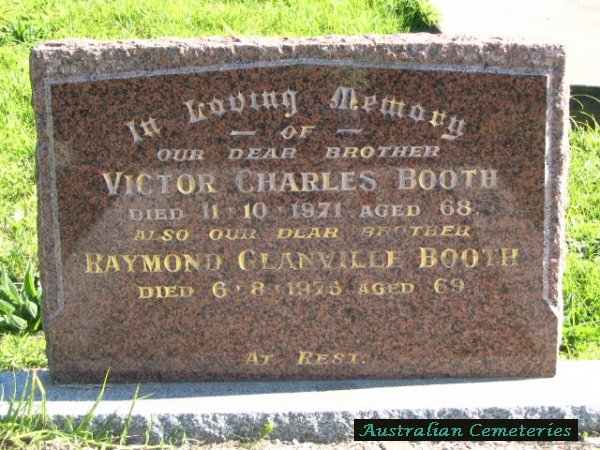 In Loving Memory
— OF —
OUR DEAR BROTHER
VICTOR CHARLES BOOTH
DIED 11·10·1971 AGED 68.
ALSO OUR DEAR BROTHER
RAYMOND GLANVILLE BOOTH
DIED 6·8·1975 AGED 69
AT REST.
Australian Cemeteries